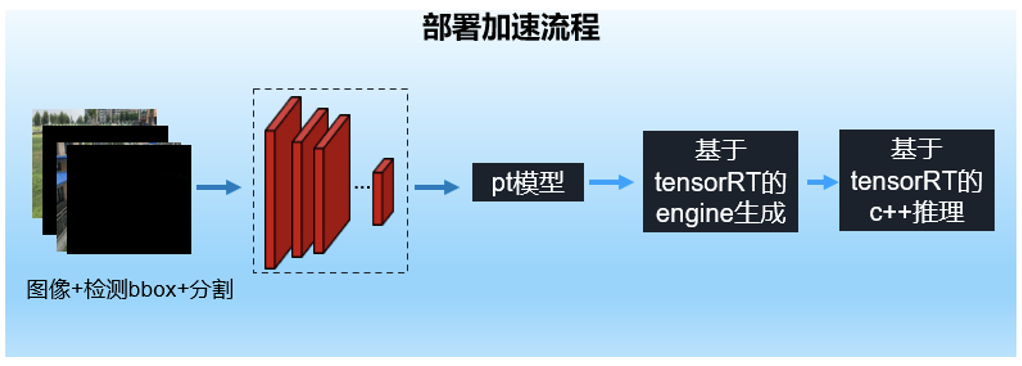 部署加速流程
图像+检测bbox+分割
...
pt模型
基于
tensorRT的
engine生成
基于
tensorRT的
c++推理